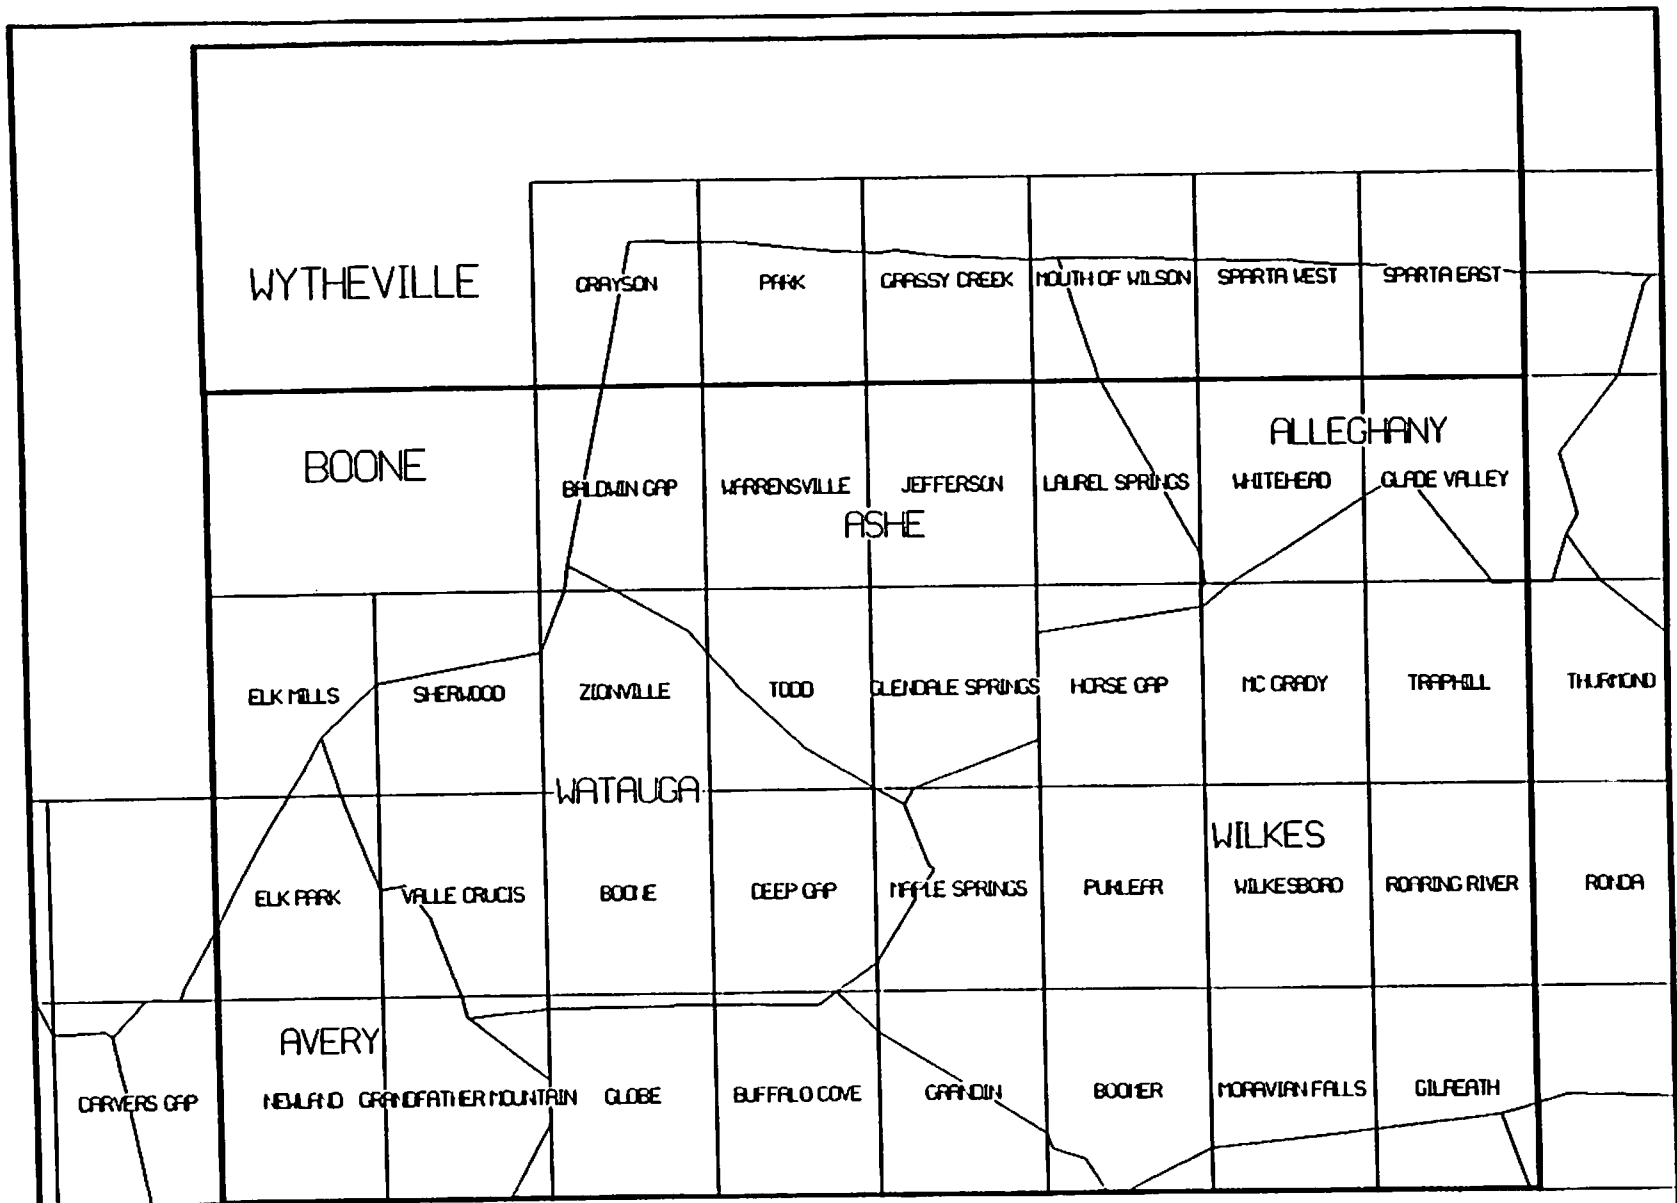 WYTHEVILLE
GRAYSON PARK GRASSY CREEK MOUTH OF WILSON SPARTA WEST SPARTA EAST
ALLEGHANY
BOONE
BALDWIN GAP WARRENSVILLE JEFFERSON LAUREL SPRINGS WHITEHEAD GLADE VALLEY
ASHE
ELK MILLS SHERWOOD ZIONVILLE TODD GLENDALE SPRINGS HORSE GAP MC GRADY TRAPHILL THURMOND
WATAUGA
WILKES
ELK PARK VALLE CRUCIS BOONE DEEP GAP MAPLE SPRINGS PURLEAR WILKESBORO ROARING RIVER RONDA
AVERY
CARVERS GAP NEWLAND GRANDFATHER MOUNTAIN GLOBE BUFFALO COVE GRANDIN BOOMER MORAVIAN FALLS GILREATH